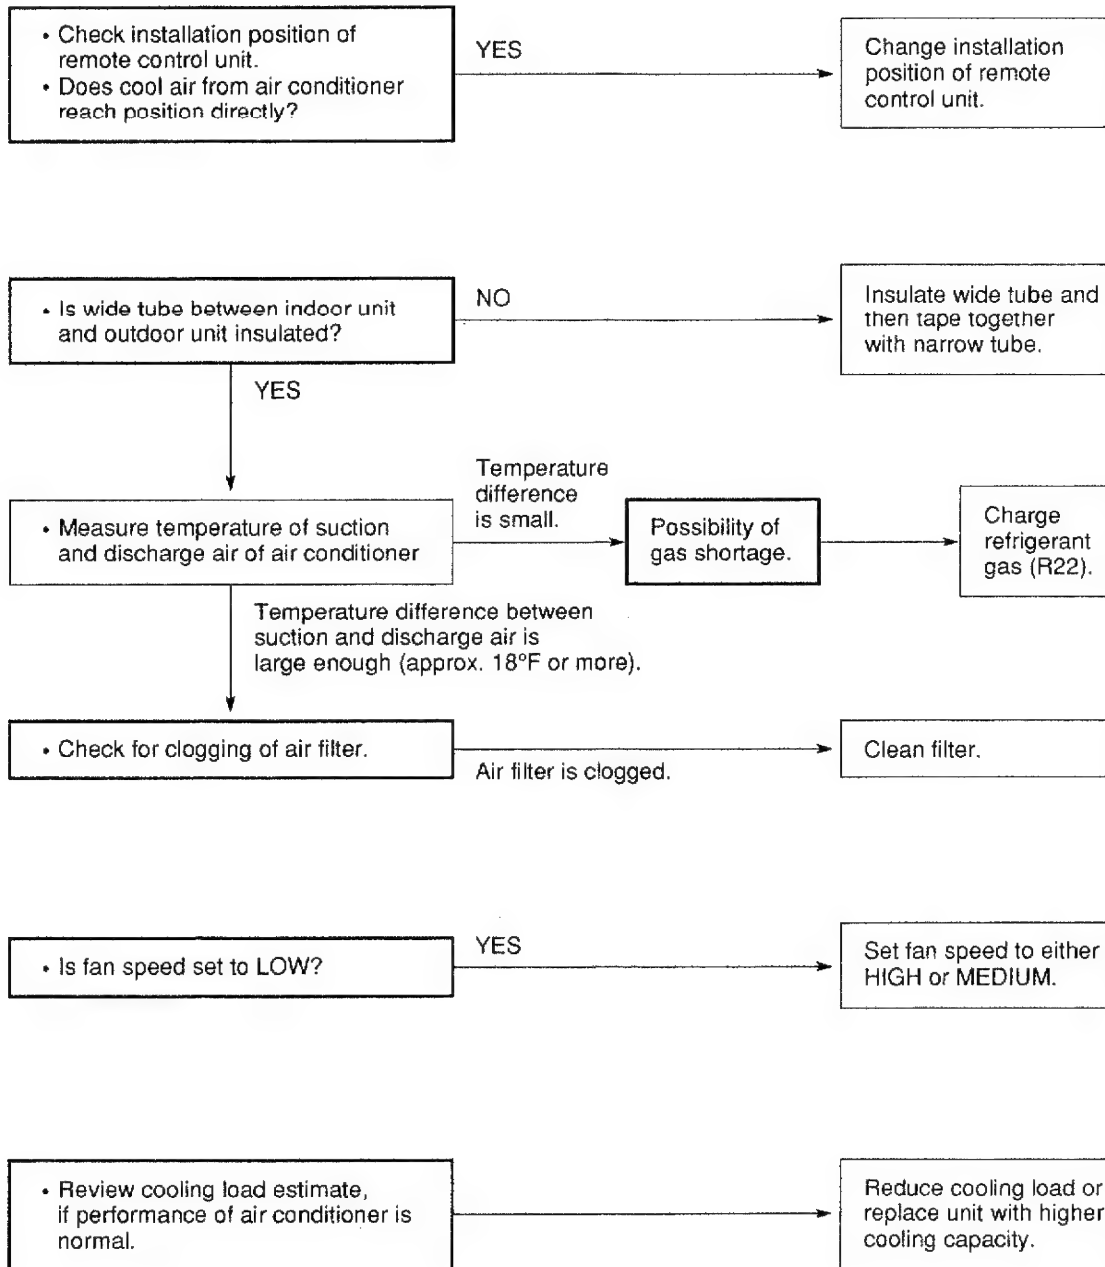 • Check installation position of
remote control unit.
• Does cool air from air conditioner
reach position directly?
YES
Change installation
position of remote
control unit.
• Is wide tube between indoor unit
and outdoor unit insulated?
NO
Insulate wide tube and
then tape together
with narrow tube.
YES
• Measure temperature of suction
and discharge air of air conditioner
Temperature
difference
is small.
Possibility of
gas shortage.
Charge
refrigerant
gas (R22).
Temperature difference between
suction and discharge air is
large enough (approx. 18°F or more).
• Check for clogging of air filter.
Air filter is clogged.
Clean filter.
• Is fan speed set to LOW?
YES
Set fan speed to either
HIGH or MEDIUM.
• Review cooling load estimate,
if performance of air conditioner is
normal.
Reduce cooling load or
replace unit with higher
cooling capacity.